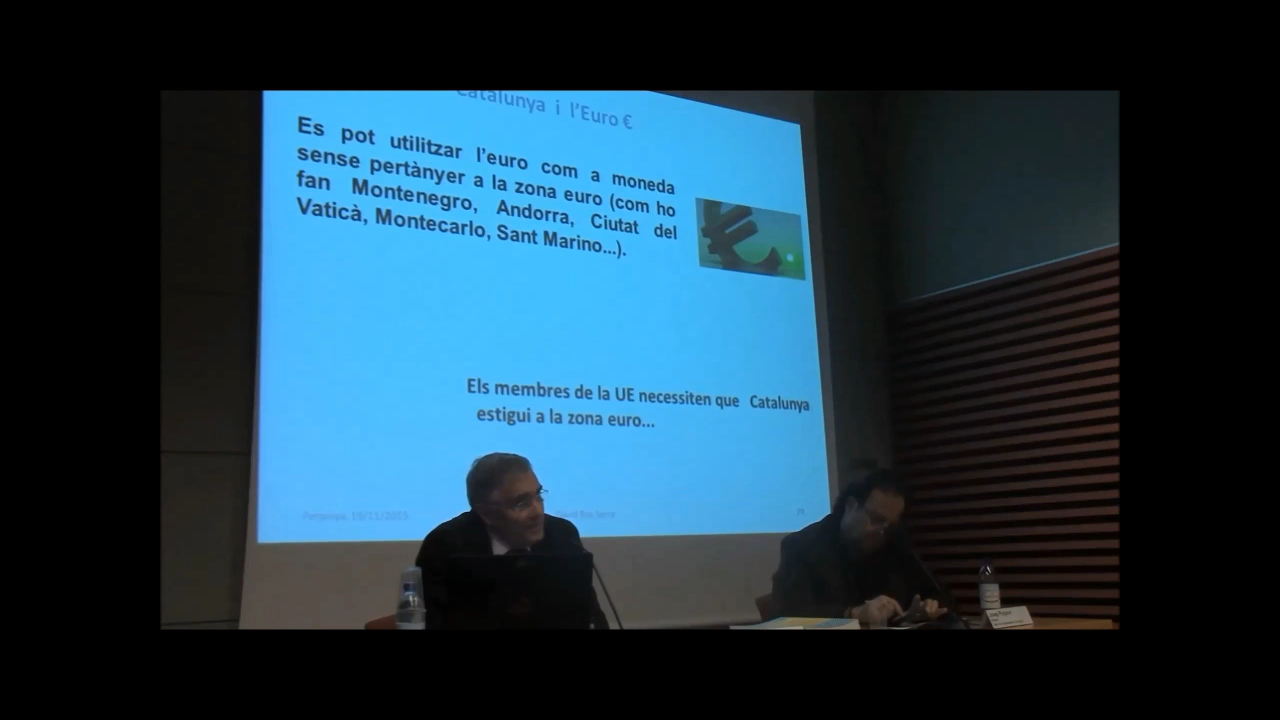 Catalunya i l'Euro €
Es pot utilitzar l'euro com a moneda
sense pertànyer a la zona euro (com ho
fan Montenegro, Andorra, Ciutat del
Vaticà, Montecarlo, Sant Marino...).
Els membres de la UE necessiten que Catalunya
estigui a la zona euro...